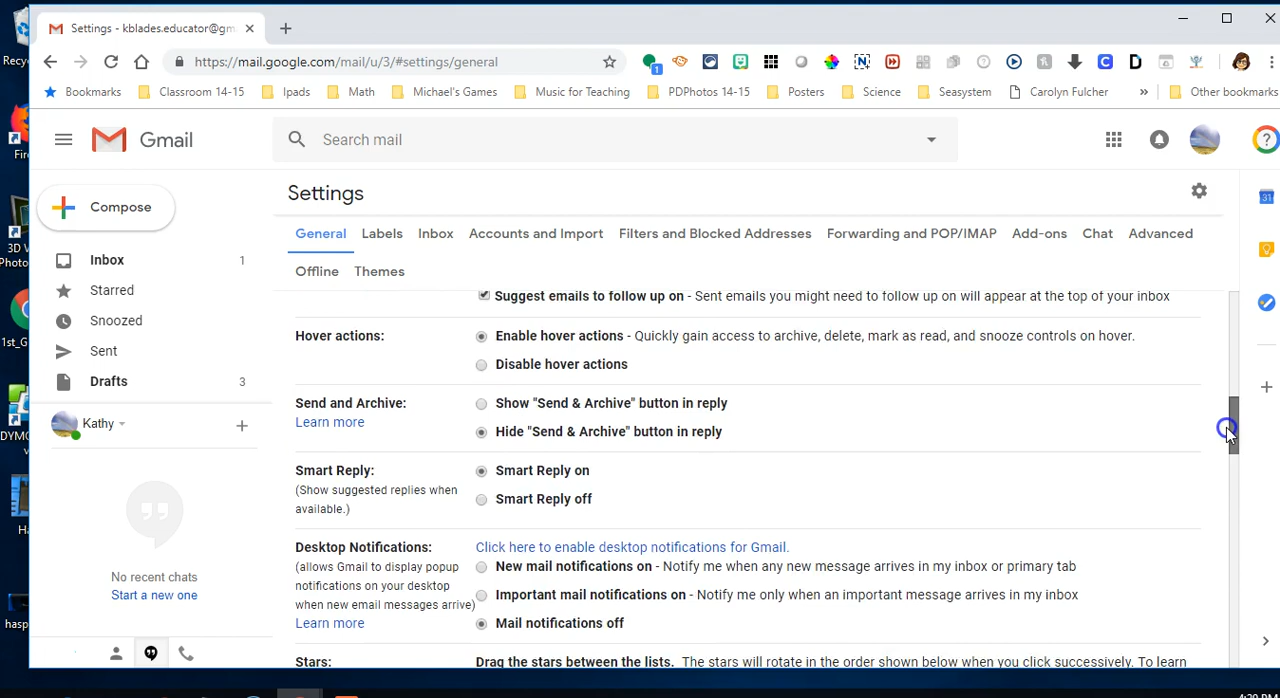 Settings - kblades.educator@gm
Recyc
https://mail.google.com/mail/u/3/#settings/general
1
Bookmarks Classroom 14-15 Ipads Math Michael's Games Music for Teaching PDPhotos 14-15 Posters Science Seasystem Carolyn Fulcher » Other bookmarks
Fire
Gmail Search mail
Compose
Settings
31
General Labels Inbox Accounts and Import Filters and Blocked Addresses Forwarding and POP/IMAP Add-ons Chat Advanced
Offline Themes
3D V
Photo
Inbox 1
Starred
Snoozed
Sent
Drafts 3
Kathy
No recent chats
Start a new one
1st_G
DYMO
v
Ha
hasp
Suggest emails to follow up on - Sent emails you might need to follow up on will appear at the top of your inbox
Hover actions: Enable hover actions - Quickly gain access to archive, delete, mark as read, and snooze controls on hover.
Disable hover actions
Send and Archive: Show "Send & Archive" button in reply
Learn more
Hide "Send & Archive" button in reply
Smart Reply: Smart Reply on
(Show suggested replies when
available.)
Smart Reply off
Desktop Notifications: Click here to enable desktop notifications for Gmail.
(allows Gmail to display popup
notifications on your desktop
when new email messages arrive)
Learn more
New mail notifications on - Notify me when any new message arrives in my inbox or primary tab
Important mail notifications on - Notify me only when an important message arrives in my inbox
Mail notifications off
Stars: Drag the stars between the lists. The stars will rotate in the order shown below when you click successively. To learn